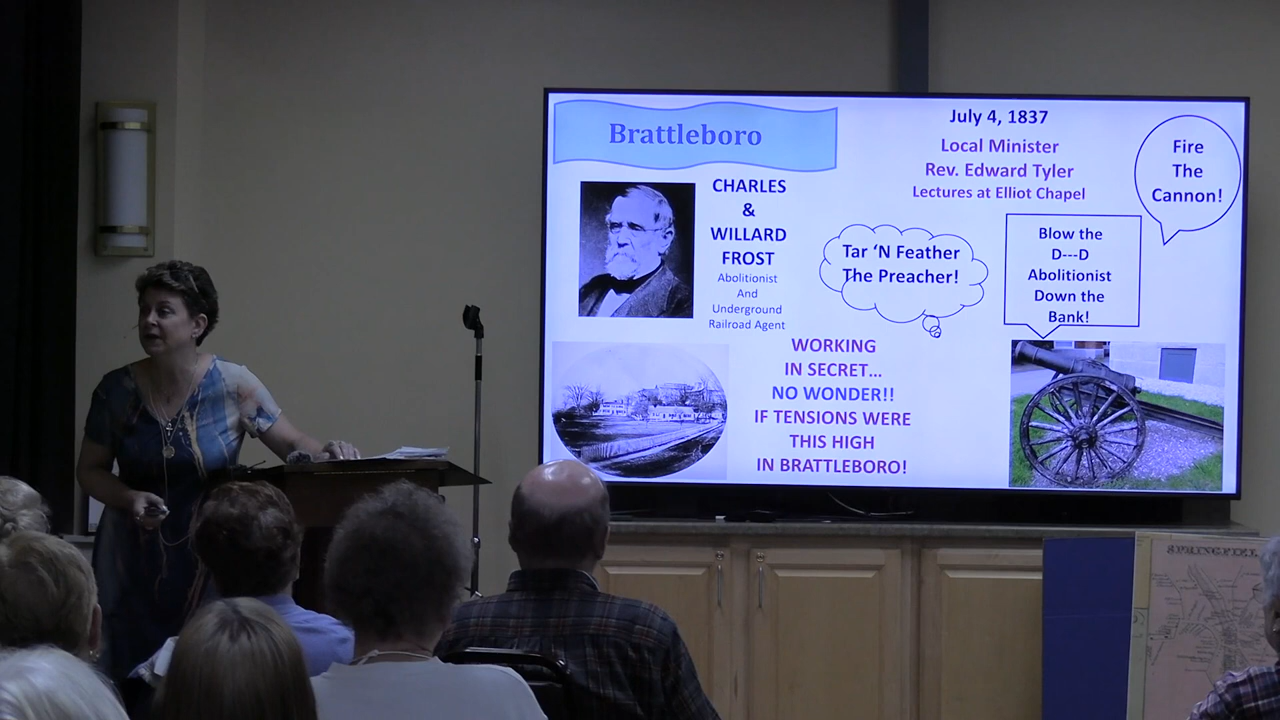 Brattleboro
CHARLES
&
WILLARD
FROST
Abolitionist
And
Underground
Railroad Agent
July 4, 1837
Local Minister
Rev. Edward Tyler
Lectures at Elliot Chapel
Fire
The
Cannon!
Tar ‘N Feather
The Preacher!
Blow the
D---D
Abolitionist
Down the
Bank!
WORKING
IN SECRET…
NO WONDER!!
IF TENSIONS WERE
THIS HIGH
IN BRATTLEBORO!
SPRINGFIELD